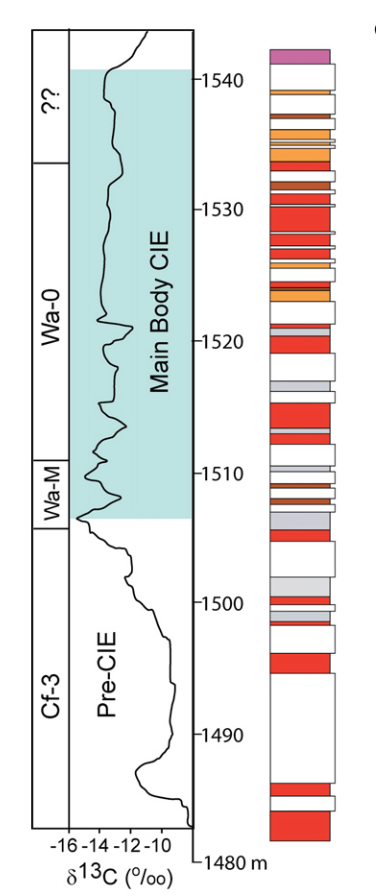 ??
Wa-0
Wa-M
Cf-3
Main Body CIE
Pre-CIE
1540
1530
1520
1510
1500
1490
1480 m
-16 -14 -12 -10
δ13C (o/oo)